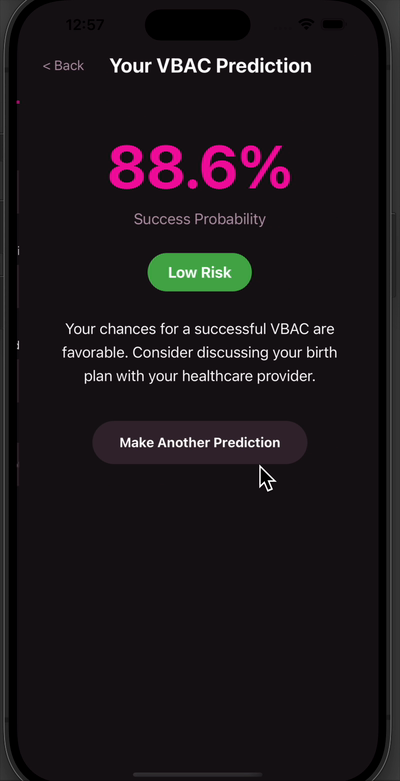 12:57
< Back
Your VBAC Prediction
88.6%
Success Probability
Low Risk
Your chances for a successful VBAC are
favorable. Consider discussing your birth
plan with your healthcare provider.
Make Another Prediction